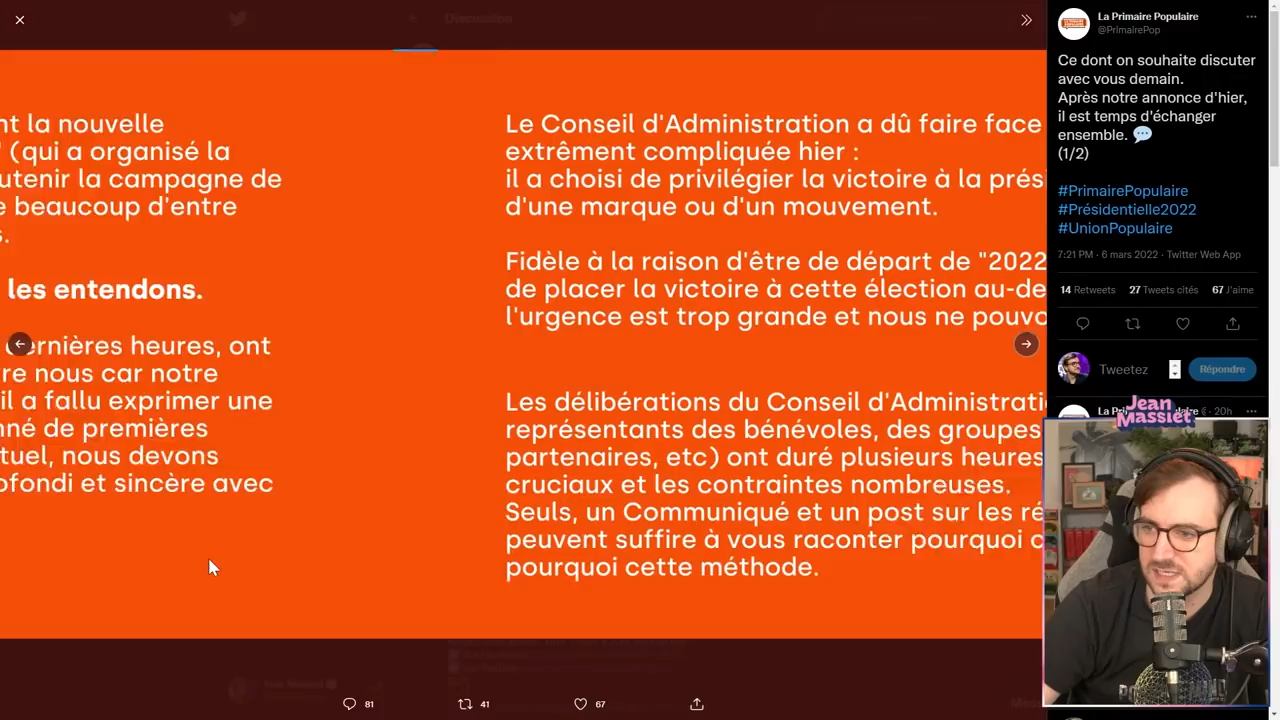 nt la nouvelle
(qui a organisé la
utenir la campagne de
e beaucoup d'entre
s.
les entendons.
dernières heures, ont
re nous car notre
il a fallu exprimer une
nné de premières
tuel, nous devons
ofondi et sincère avec
Le Conseil d'Administration a dû faire face
extrêmement compliquée hier :
il a choisi de privilégier la victoire à la prés
d'une marque ou d'un mouvement.
Fidèle à la raison d'être de départ de "2022
de placer la victoire à cette élection au-de
l'urgence est trop grande et nous ne pouvo
Les délibérations du Conseil d'Administrati
représentants des bénévoles, des groupes
partenaires, etc) ont duré plusieurs heures
cruciaux et les contraintes nombreuses.
Seuls, un Communiqué et un post sur les ré
peuvent suffire à vous raconter pourquoi c
pourquoi cette méthode.
81
41
67
La Primaire Populaire
@PrimairePop
Ce dont on souhaite discuter
avec vous demain.
Après notre annonce d'hier,
il est temps d'échanger
ensemble. 💬
(1/2)
#PrimairePopulaire
#Présidentielle2022
#UnionPopulaire
7:21 PM · 6 mars 2022 · Twitter Web App
14 Retweets 27 Tweets cités 67 J'aime
Tweetez
Répondre
La Pri aire · 20h
Jean
Massiet